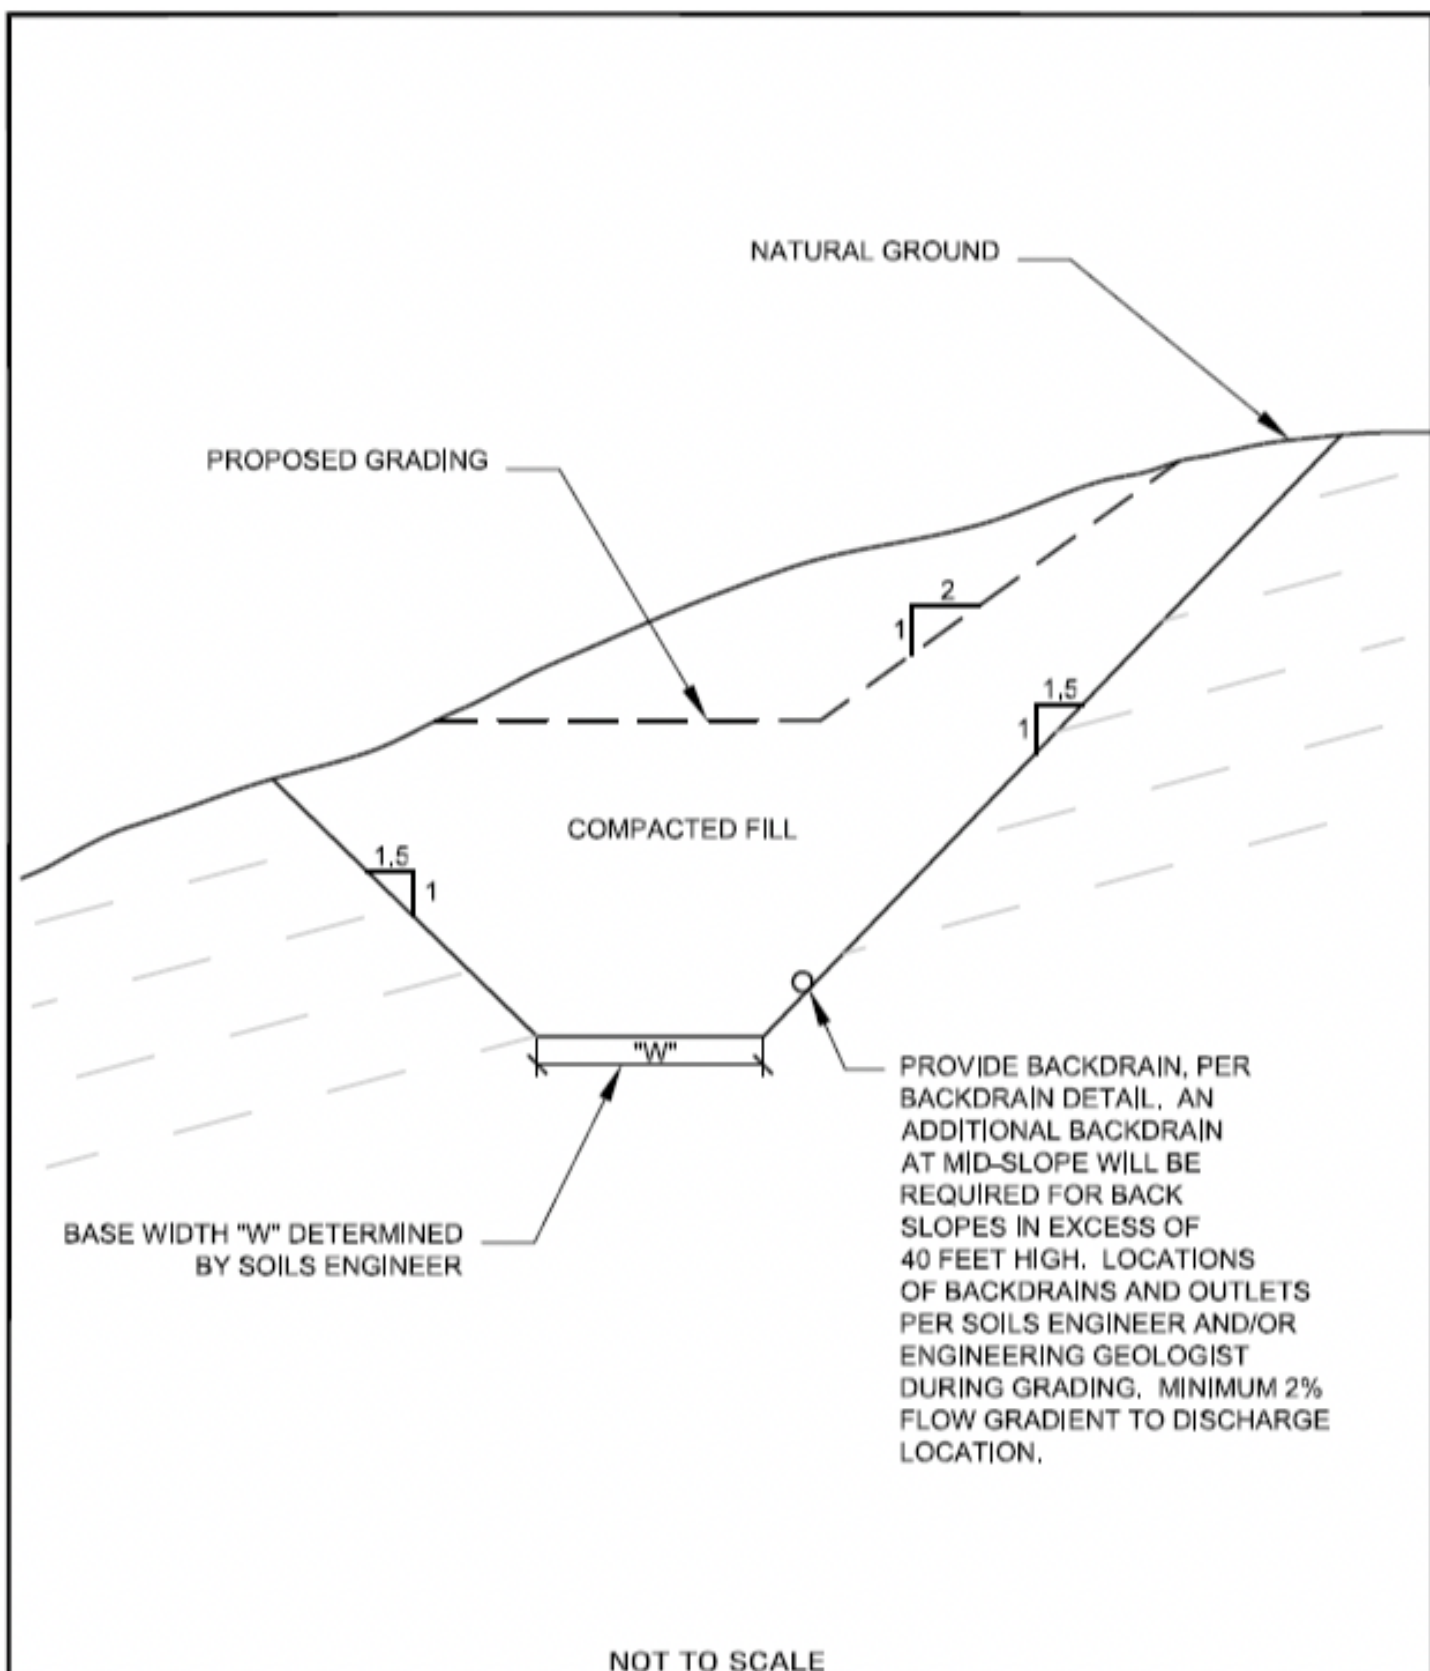 NATURAL GROUND
PROPOSED GRADING
2
1
1.5
1
COMPACTED FILL
1.5
1
"W"
PROVIDE BACKDRAIN, PER
BACKDRAIN DETAIL. AN
ADDITIONAL BACKDRAIN
AT MID-SLOPE WILL BE
REQUIRED FOR BACK
SLOPES IN EXCESS OF
40 FEET HIGH. LOCATIONS
OF BACKDRAINS AND OUTLETS
PER SOILS ENGINEER AND/OR
ENGINEERING GEOLOGIST
DURING GRADING. MINIMUM 2%
FLOW GRADIENT TO DISCHARGE
LOCATION.
BASE WIDTH "W" DETERMINED
BY SOILS ENGINEER
NOT TO SCALE